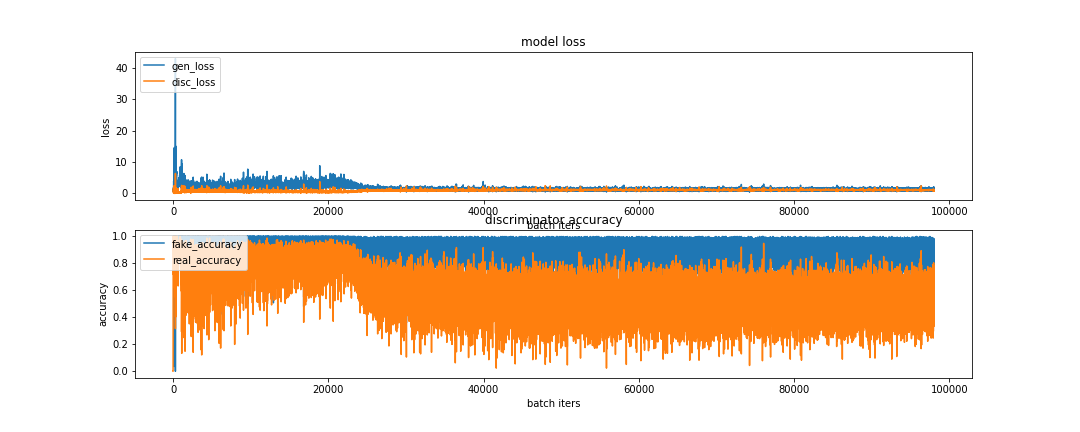 model loss
gen_loss
disc_loss
40
30
20
10
0
loss
0 20000 40000 60000 80000 100000
batch iters
discriminator accuracy
fake_accuracy
real_accuracy
1.0
0.8
0.6
0.4
0.2
0.0
accuracy
0 20000 40000 60000 80000 100000
batch iters